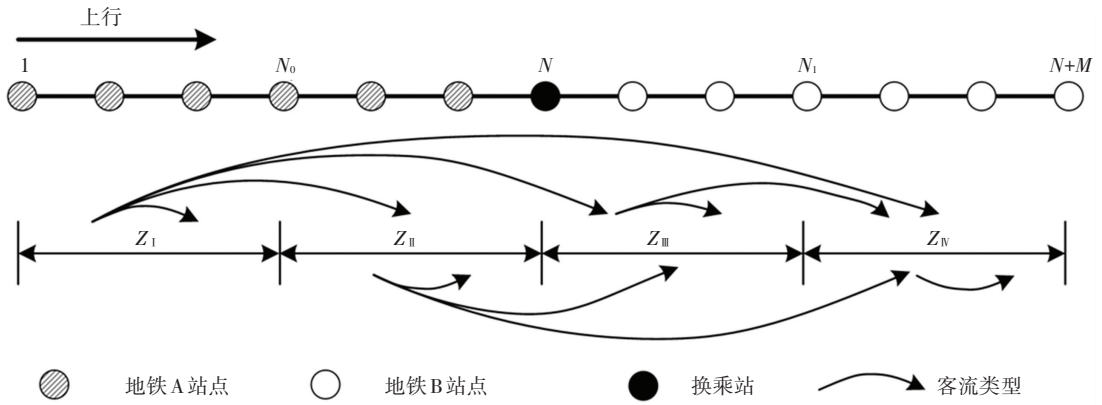 上行
1 N₀ N N₁ N+M
Z_Ⅰ Z_Ⅱ Z_Ⅲ Z_Ⅳ
地铁A站点 地铁B站点 换乘站 客流类型